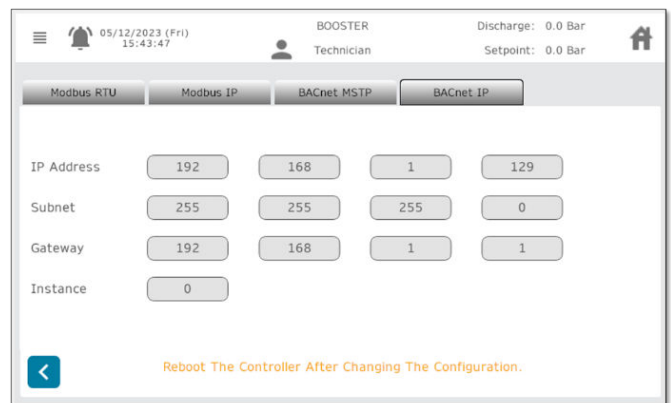 05/12/2023 (Fri)
15:43:47
BOOSTER
Technician
Discharge: 0.0 Bar
Setpoint: 0.0 Bar
Modbus RTU Modbus IP BACnet MSTP BACnet IP
IP Address 192 168 1 129
Subnet 255 255 255 0
Gateway 192 168 1 1
Instance 0
Reboot The Controller After Changing The Configuration.